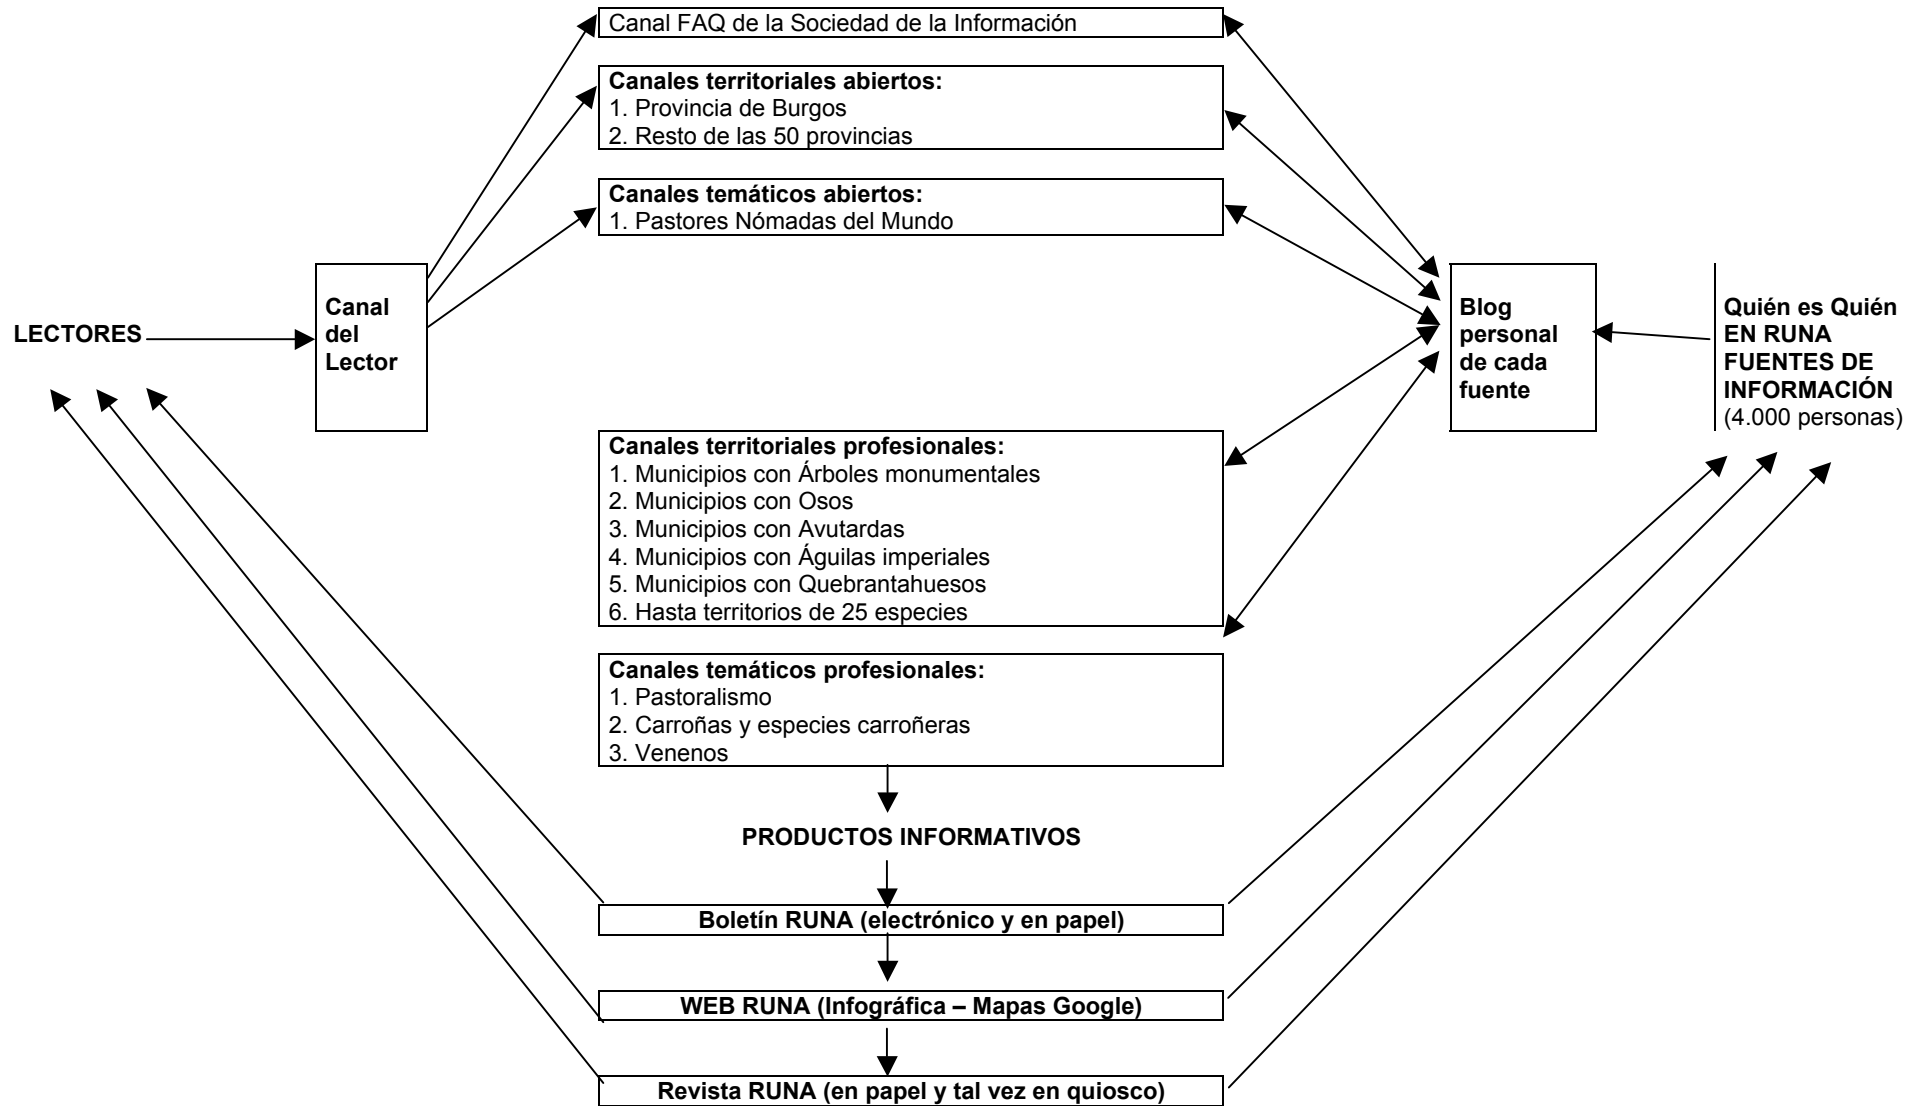 Canal FAQ de la Sociedad de la Información
Canales territoriales abiertos:
1. Provincia de Burgos
2. Resto de las 50 provincias
Canales temáticos abiertos:
1. Pastores Nómadas del Mundo
LECTORES
Canal
del
Lector
Blog
personal
de cada
fuente
Quién es Quién
EN RUNA
FUENTES DE
INFORMACIÓN
(4.000 personas)
Canales territoriales profesionales:
1. Municipios con Árboles monumentales
2. Municipios con Osos
3. Municipios con Avutardas
4. Municipios con Águilas imperiales
5. Municipios con Quebrantahuesos
6. Hasta territorios de 25 especies
Canales temáticos profesionales:
1. Pastoralismo
2. Carroñas y especies carroñeras
3. Venenos
PRODUCTOS INFORMATIVOS
Boletín RUNA (electrónico y en papel)
WEB RUNA (Infográfica – Mapas Google)
Revista RUNA (en papel y tal vez en quiosco)